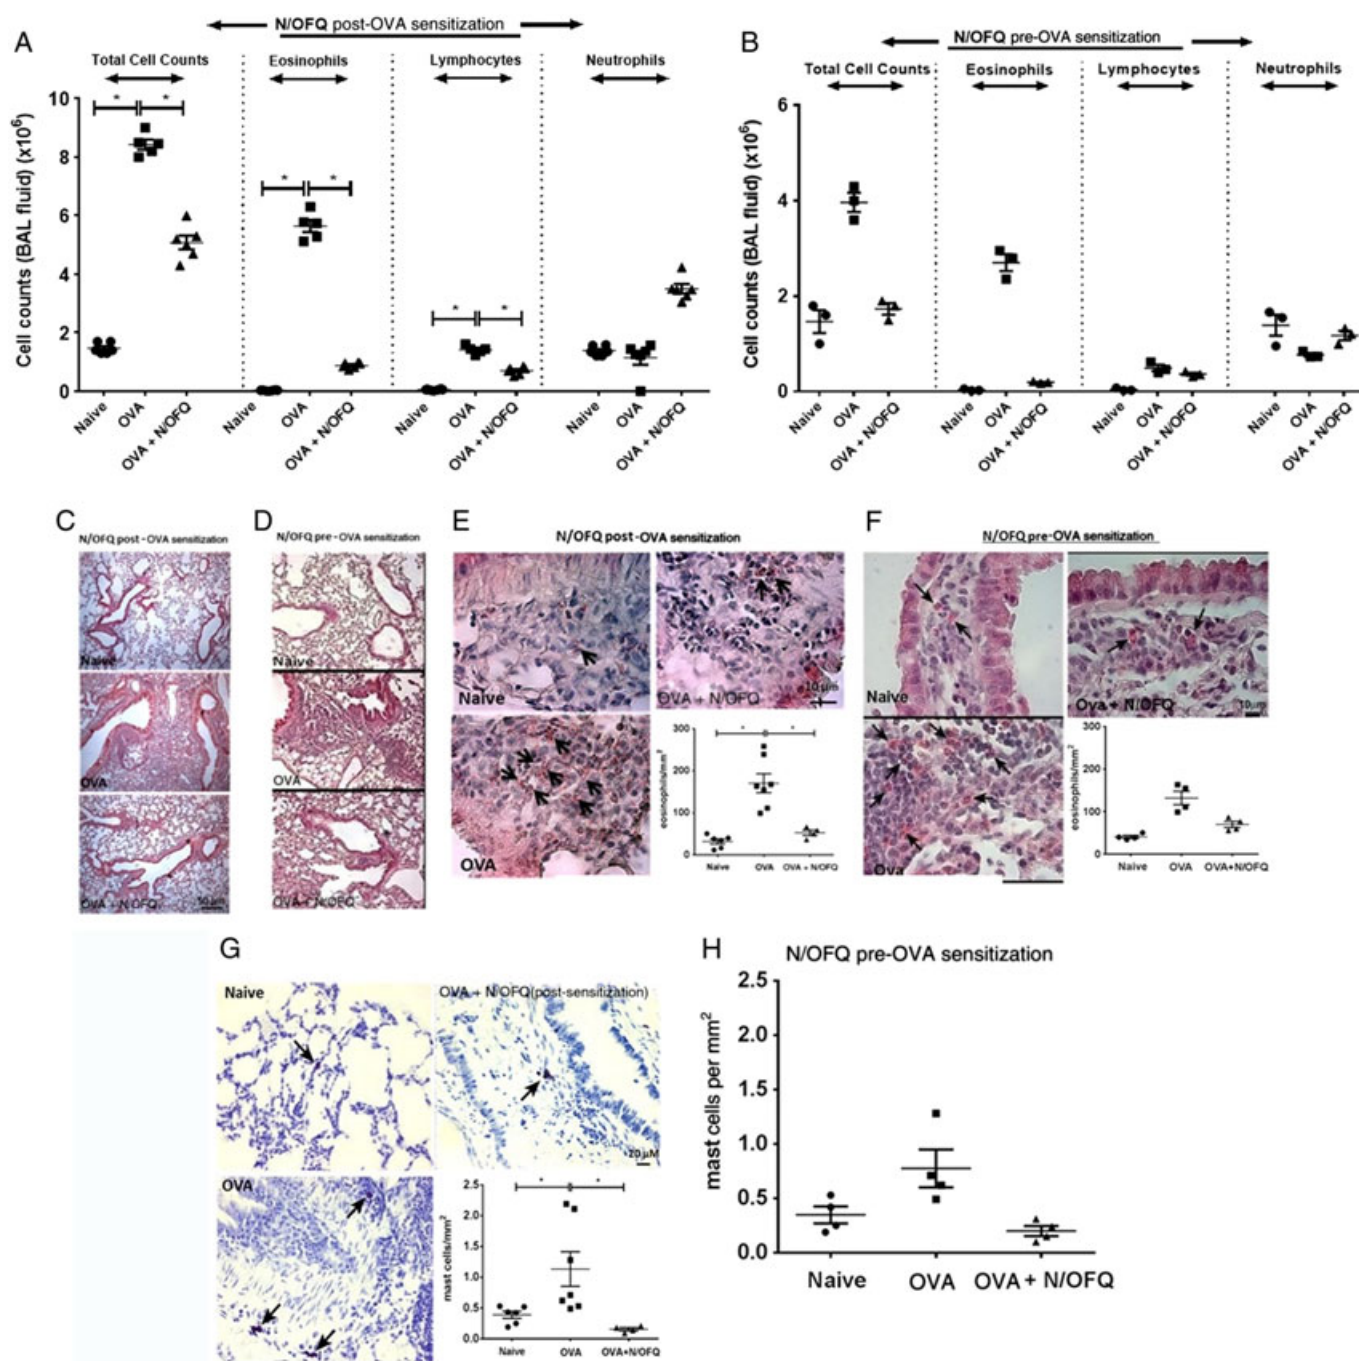 A
N/OFQ post-OVA sensitization
Total Cell Counts Eosinophils Lymphocytes Neutrophils
Cell counts (BAL fluid) (x10⁶)
10
8
6
4
2
0
* * * * * *
Naive OVA OVA + N/OFQ Naive OVA OVA + N/OFQ Naive OVA OVA + N/OFQ Naive OVA OVA + N/OFQ
B
N/OFQ pre-OVA sensitization
Total Cell Counts Eosinophils Lymphocytes Neutrophils
Cell counts (BAL fluid) (x10⁶)
6
4
2
0
Naive OVA OVA + N/OFQ Naive OVA OVA + N/OFQ Naive OVA OVA + N/OFQ Naive OVA OVA + N/OFQ
C
N/OFQ post-OVA sensitization
Naive
OVA
OVA + N/OFQ 50 µm
D
N/OFQ pre-OVA sensitization
Naive
OVA
OVA + N/OFQ
E
N/OFQ post-OVA sensitization
Naive
OVA + N/OFQ 10 µm
OVA
eosinophils/mm²
300
200
100
0
* *
Naive OVA OVA + N/OFQ
F
N/OFQ pre-OVA sensitization
Naive
Ova + N/OFQ 10 µm
Ova
eosinophils/mm²
300
200
100
0
Naive OVA OVA+N/OFQ
G
Naive
OVA + N/OFQ(post-sensitization)
20 µM
OVA
mast cells/mm²
2.5
2.0
1.5
1.0
0.5
0.0
* *
Naive OVA OVA+N/OFQ
H
N/OFQ pre-OVA sensitization
mast cells per mm²
2.5
2.0
1.5
1.0
0.5
0.0
Naive OVA OVA + N/OFQ